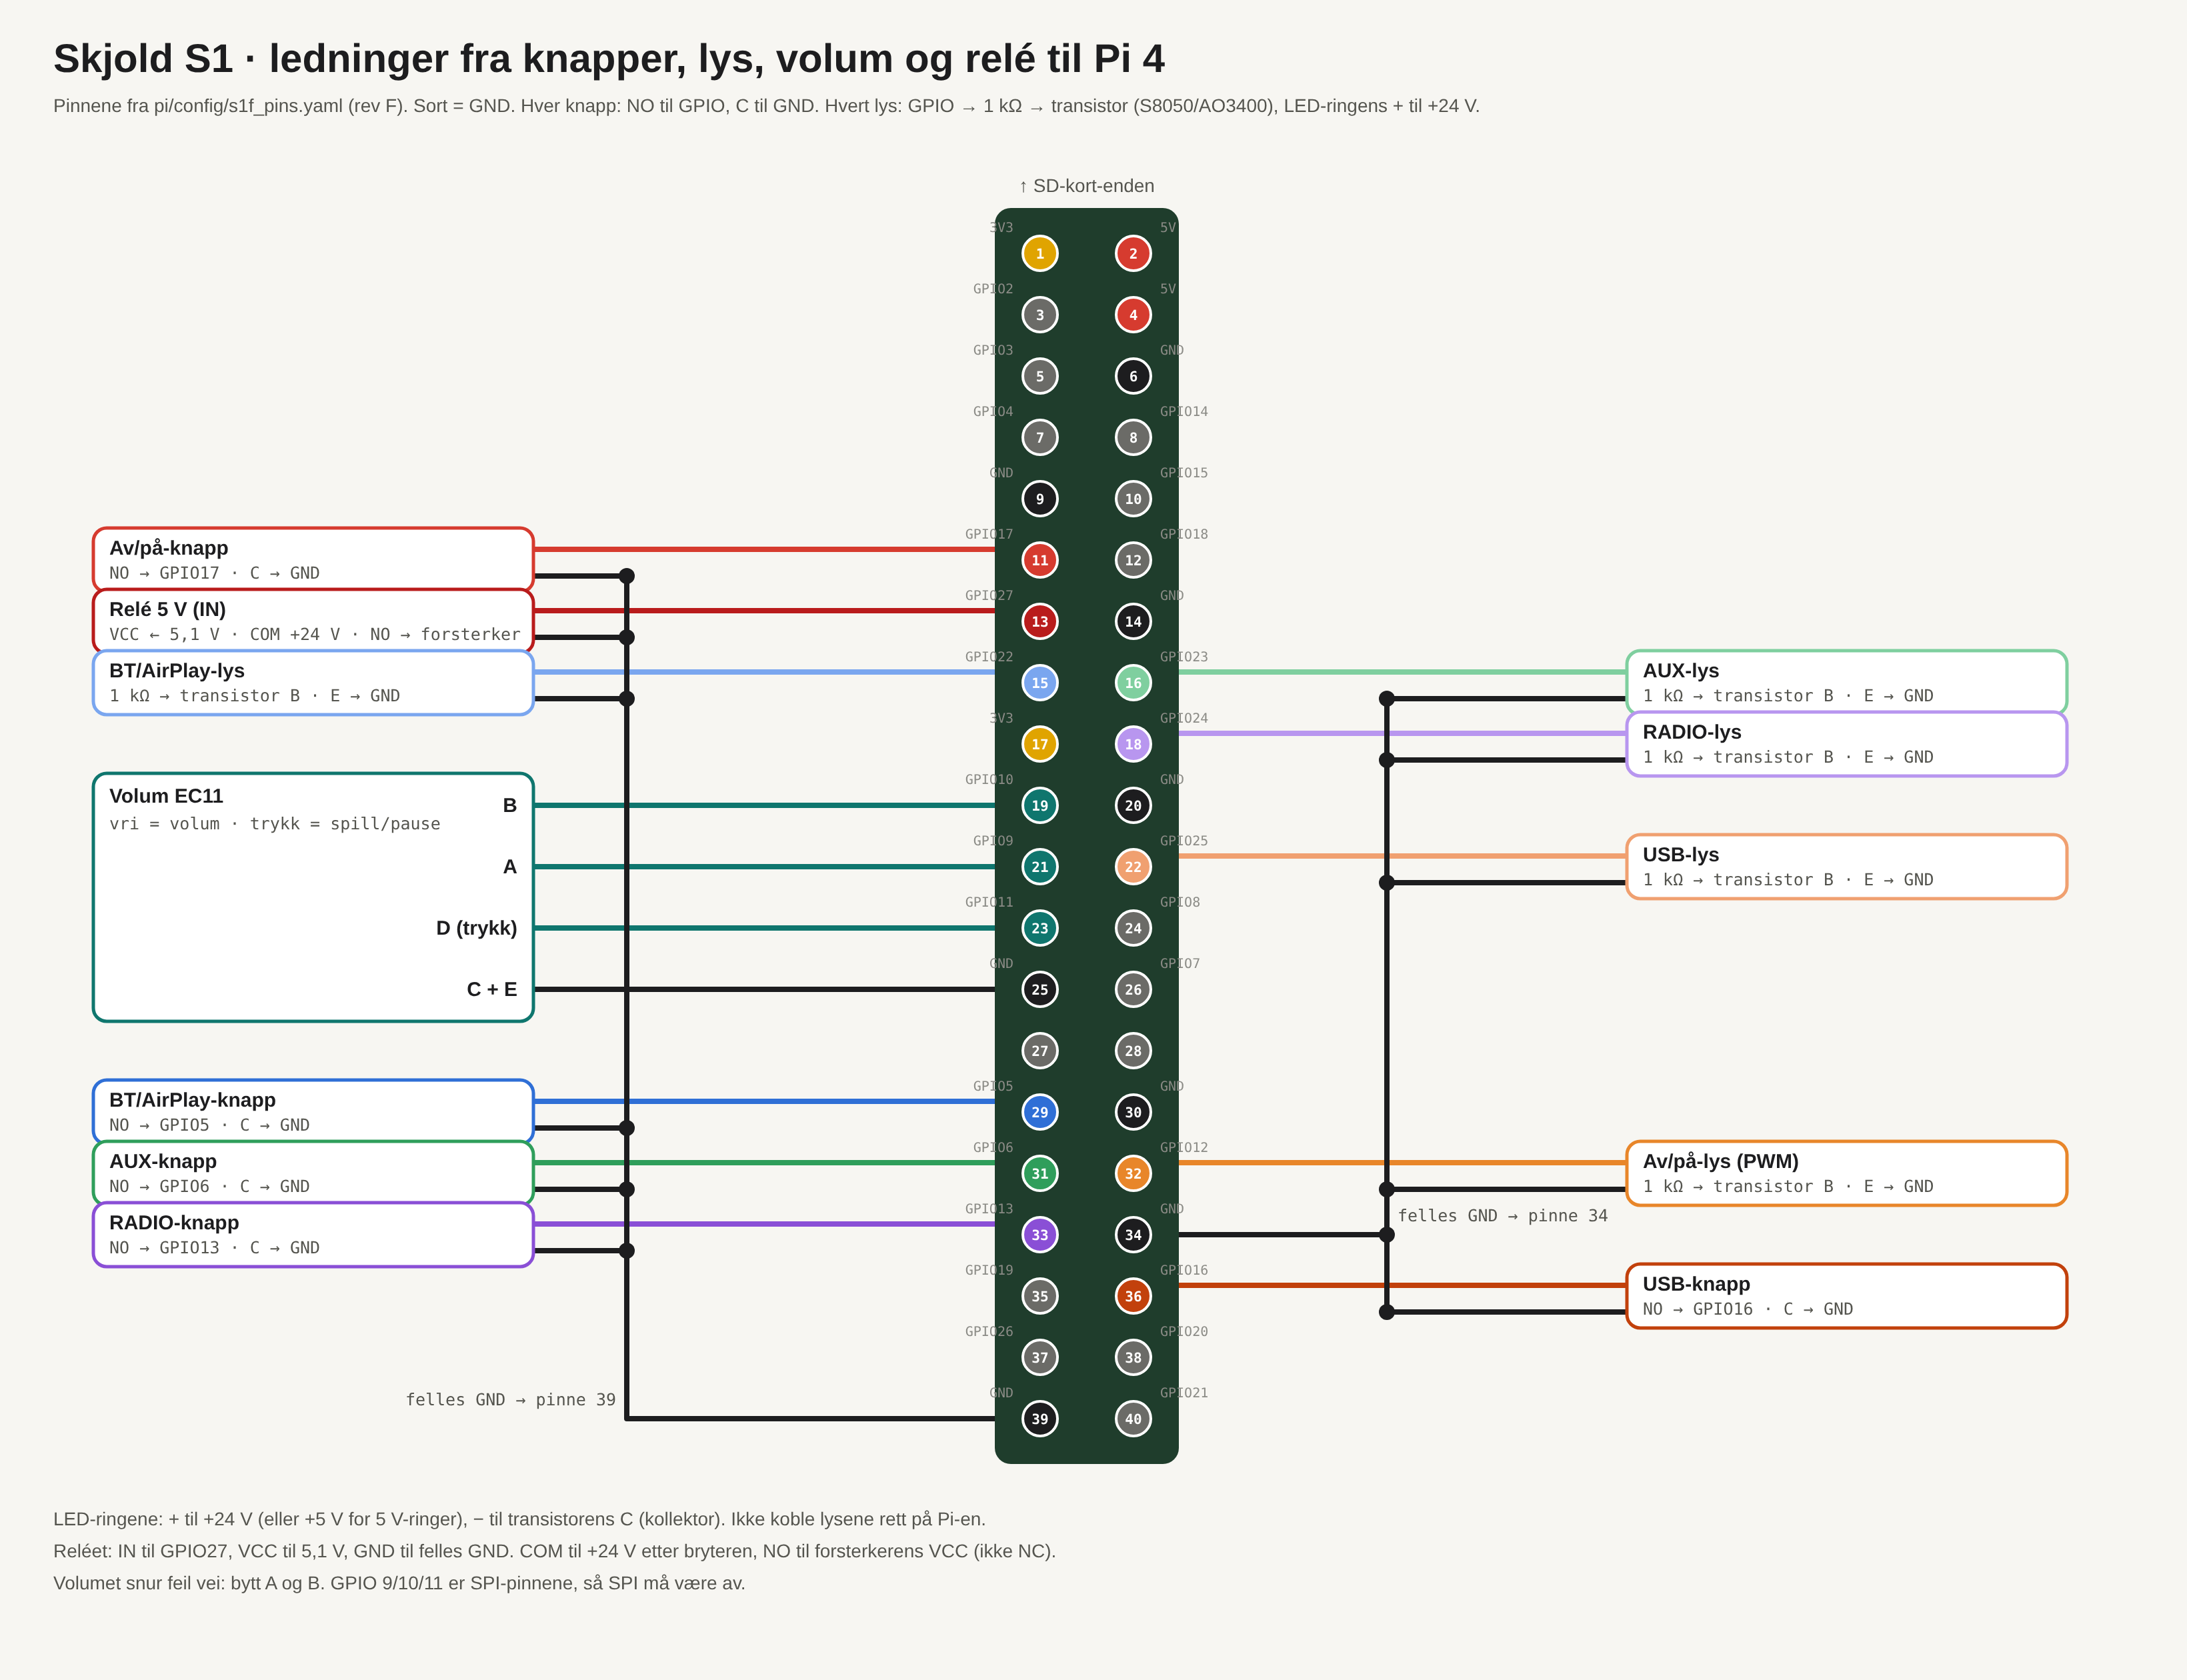 Skjold S1 · ledninger fra knapper, lys, volum og relé til Pi 4
Pinnene fra pi/config/s1f_pins.yaml (rev F). Sort = GND. Hver knapp: NO til GPIO, C til GND. Hvert lys: GPIO → 1 kΩ → transistor (S8050/AO3400), LED-ringens + til +24 V.
↑ SD-kort-enden
3V3 5V
1 2
GPIO2 5V
3 4
GPIO3 GND
5 6
GPIO4 GPIO14
7 8
GND GPIO15
9 10
GPIO17 GPIO18
11 12
GPIO27 GND
13 14
GPIO22 GPIO23
15 16
3V3 GPIO24
17 18
GPIO10 GND
19 20
GPIO9 GPIO25
21 22
GPIO11 GPIO8
23 24
GND GPIO7
25 26
27 28
GPIO5 GND
29 30
GPIO6 GPIO12
31 32
GPIO13 GND
33 34
GPIO19 GPIO16
35 36
GPIO26 GPIO20
37 38
GND GPIO21
39 40
Av/på-knapp
NO → GPIO17 · C → GND
Relé 5 V (IN)
VCC ← 5,1 V · COM +24 V · NO → forsterker
BT/AirPlay-lys
1 kΩ → transistor B · E → GND
Volum EC11
vri = volum · trykk = spill/pause
B
A
D (trykk)
C + E
BT/AirPlay-knapp
NO → GPIO5 · C → GND
AUX-knapp
NO → GPIO6 · C → GND
RADIO-knapp
NO → GPIO13 · C → GND
felles GND → pinne 39
AUX-lys
1 kΩ → transistor B · E → GND
RADIO-lys
1 kΩ → transistor B · E → GND
USB-lys
1 kΩ → transistor B · E → GND
Av/på-lys (PWM)
1 kΩ → transistor B · E → GND
felles GND → pinne 34
USB-knapp
NO → GPIO16 · C → GND
LED-ringene: + til +24 V (eller +5 V for 5 V-ringer), − til transistorens C (kollektor). Ikke koble lysene rett på Pi-en.
Reléet: IN til GPIO27, VCC til 5,1 V, GND til felles GND. COM til +24 V etter bryteren, NO til forsterkerens VCC (ikke NC).
Volumet snur feil vei: bytt A og B. GPIO 9/10/11 er SPI-pinnene, så SPI må være av.